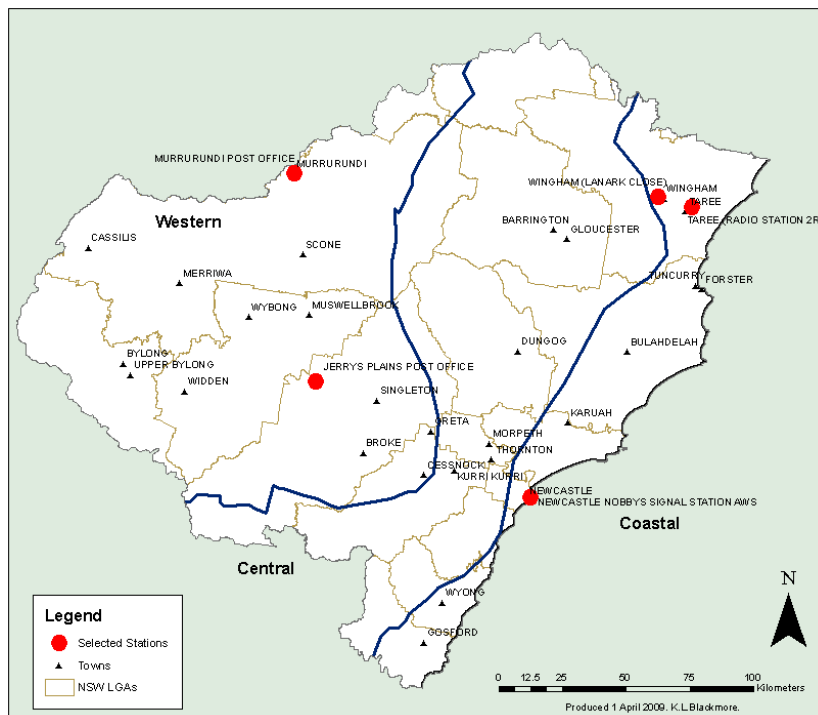 MURRURUNDI POST OFFICE
MURRURUNDI
WINGHAM (LANARK CLOSE)
WINGHAM
TAREE
TAREE (RADIO STATION 2R
Western
BARRINGTON
GLOUCESTER
CASSILIS
SCONE
MERRIWA
TUNCURRY
FORSTER
WYBONG
MUSWELLBROOK
DUNGOG
BULAHDELAH
BYLONG
UPPER BYLONG
JERRYS PLAINS POST OFFICE
WIDDEN
SINGLETON
KARUAH
GRETA
MORPETH
BROKE
THORNTON
CESSNOCK
KURRI KURRI
NEWCASTLE
NEWCASTLE NOBBYS SIGNAL STATION AWS
Coastal
Central
WYONG
GOSFORD
N
Legend
Selected Stations
Towns
NSW LGAs
0 12.5 25 50 75 100
Kilometers
Produced 1 April 2009. K.L.Blackmore.